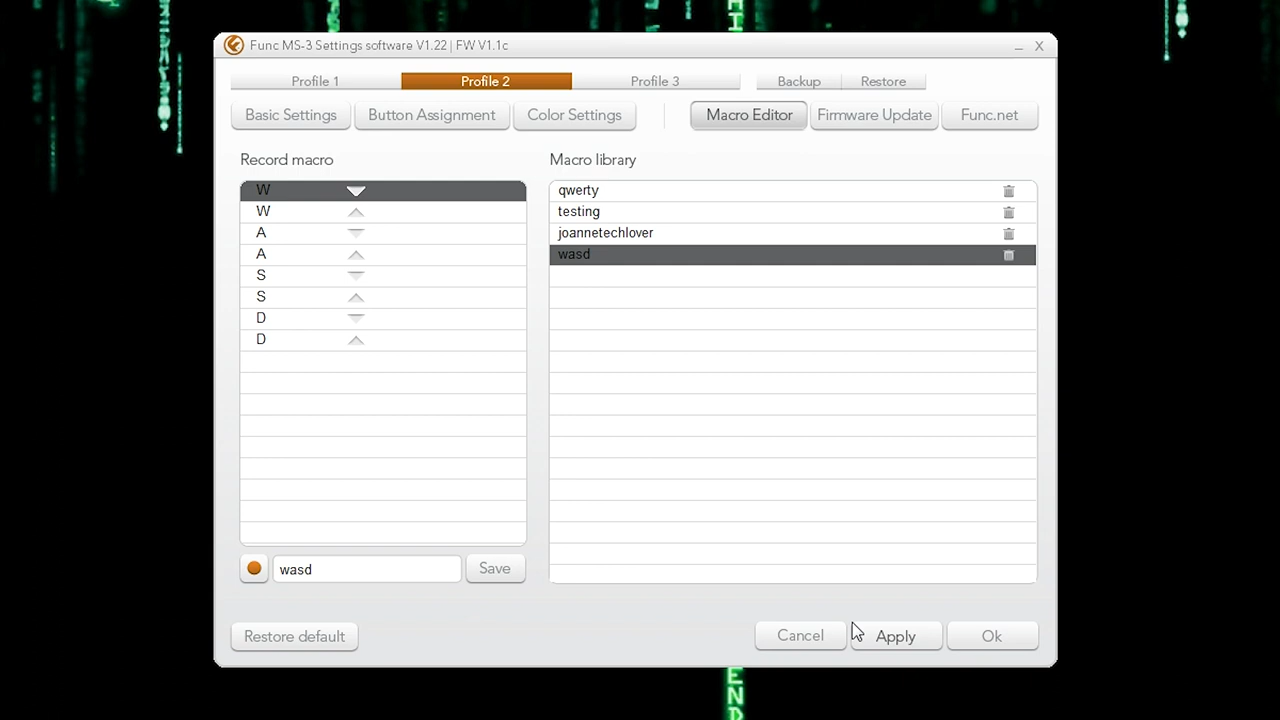 Func MS-3 Settings software V1.22 | FW V1.1c
Profile 1 Profile 2 Profile 3 Backup Restore
Basic Settings Button Assignment Color Settings Macro Editor Firmware Update Func.net
Record macro
W
W
A
A
S
S
D
D
wasd Save
Macro library
qwerty
testing
joannetechlover
wasd
Restore default Cancel Apply Ok
END